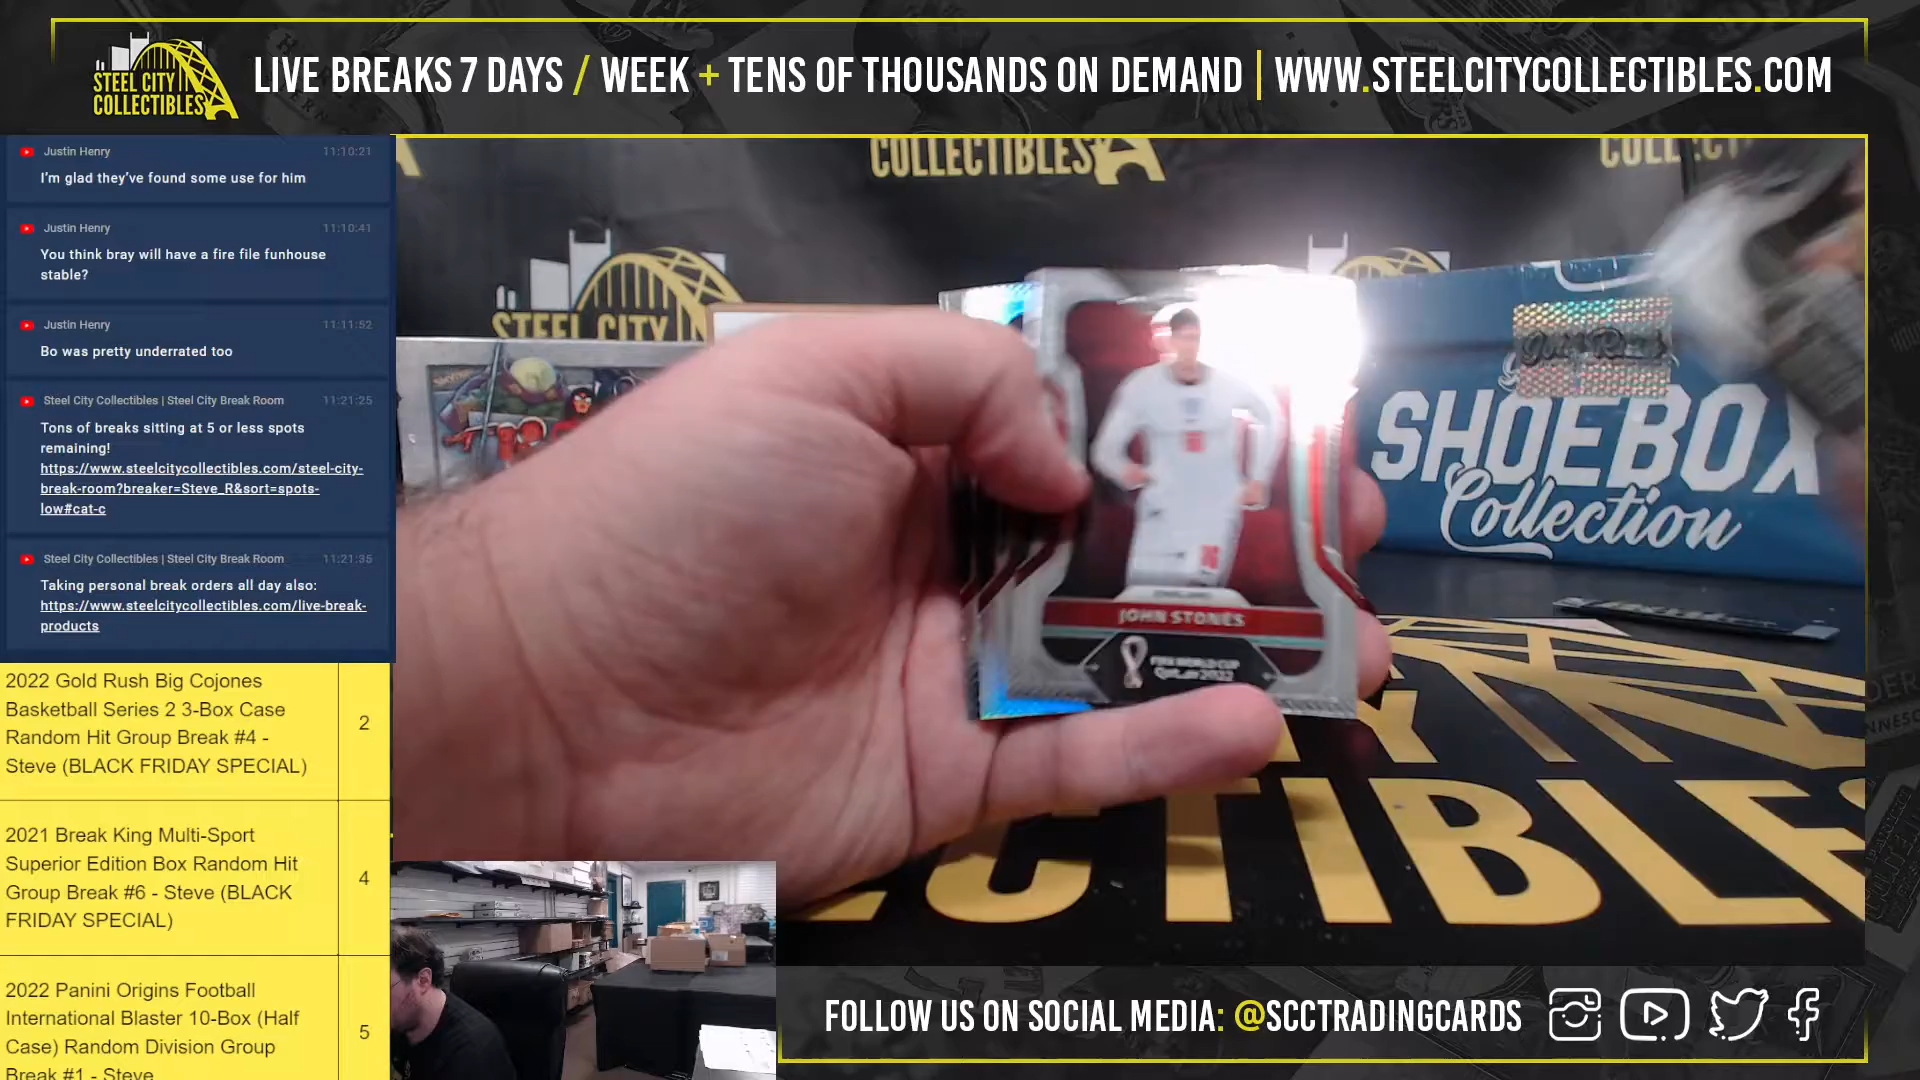 STEEL CITY
COLLECTIBLES
LIVE BREAKS 7 DAYS / WEEK + TENS OF THOUSANDS ON DEMAND | WWW.STEELCITYCOLLECTIBLES.COM
Justin Henry 11:10:21
I'm glad they've found some use for him
Justin Henry 11:10:41
You think bray will have a fire file funhouse
stable?
Justin Henry 11:11:52
Bo was pretty underrated too
Steel City Collectibles | Steel City Break Room 11:21:25
Tons of breaks sitting at 5 or less spots
remaining!
https://www.steelcitycollectibles.com/steel-city-
break-room?breaker=Steve_R&sort=spots-
low#cat-c
Steel City Collectibles | Steel City Break Room 11:21:35
Taking personal break orders all day also:
https://www.steelcitycollectibles.com/live-break-
products
2022 Gold Rush Big Cojones
Basketball Series 2 3-Box Case
Random Hit Group Break #4 -
Steve (BLACK FRIDAY SPECIAL)
2
2021 Break King Multi-Sport
Superior Edition Box Random Hit
Group Break #6 - Steve (BLACK
FRIDAY SPECIAL)
4
2022 Panini Origins Football
International Blaster 10-Box (Half
Case) Random Division Group
Break #1 - Steve
5
COLLECTIBLES
STEEL CITY
SHOEBOX
Collection
ENGLAND
JOHN STONES
FIFA WORLD CUP
Qatar 2022
FOLLOW US ON SOCIAL MEDIA: @SCCTRADINGCARDS